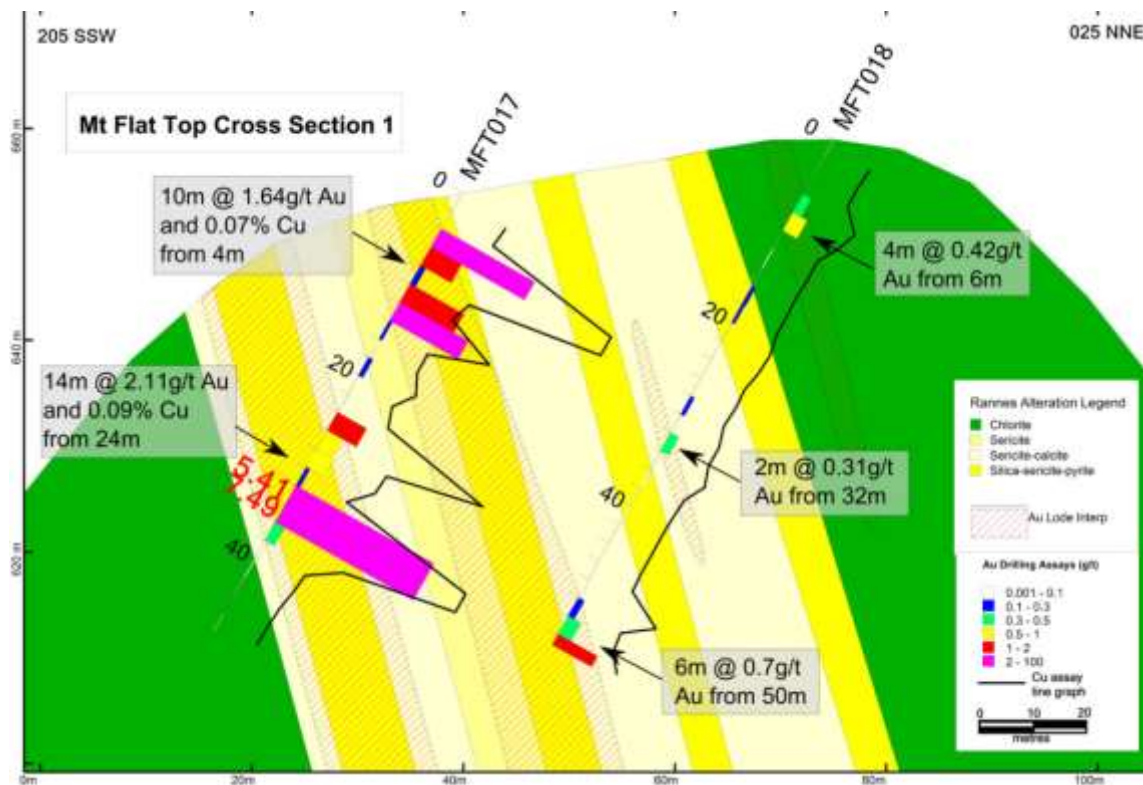 205 SSW
025 NNE
Mt Flat Top Cross Section 1
MFT017
MFT018
0
0
660 m
10m @ 1.64g/t Au
and 0.07% Cu
from 4m
4m @ 0.42g/t
Au from 6m
20
640 m
20
14m @ 2.11g/t Au
and 0.09% Cu
from 24m
5.41
7.49
2m @ 0.31g/t
Au from 32m
40
40
620 m
6m @ 0.7g/t
Au from 50m
Rannes Alteration Legend
Chlorite
Sericite
Sericite-calcite
Silica-sericite-pyrite
Au Lode Interp
Au Drilling Assays (g/t)
0.001 - 0.1
0.1 - 0.3
0.3 - 0.5
0.5 - 1
1 - 2
2 - 100
Cu assay
line graph
0 10 20
metres
0m 20m 40m 60m 80m 100m